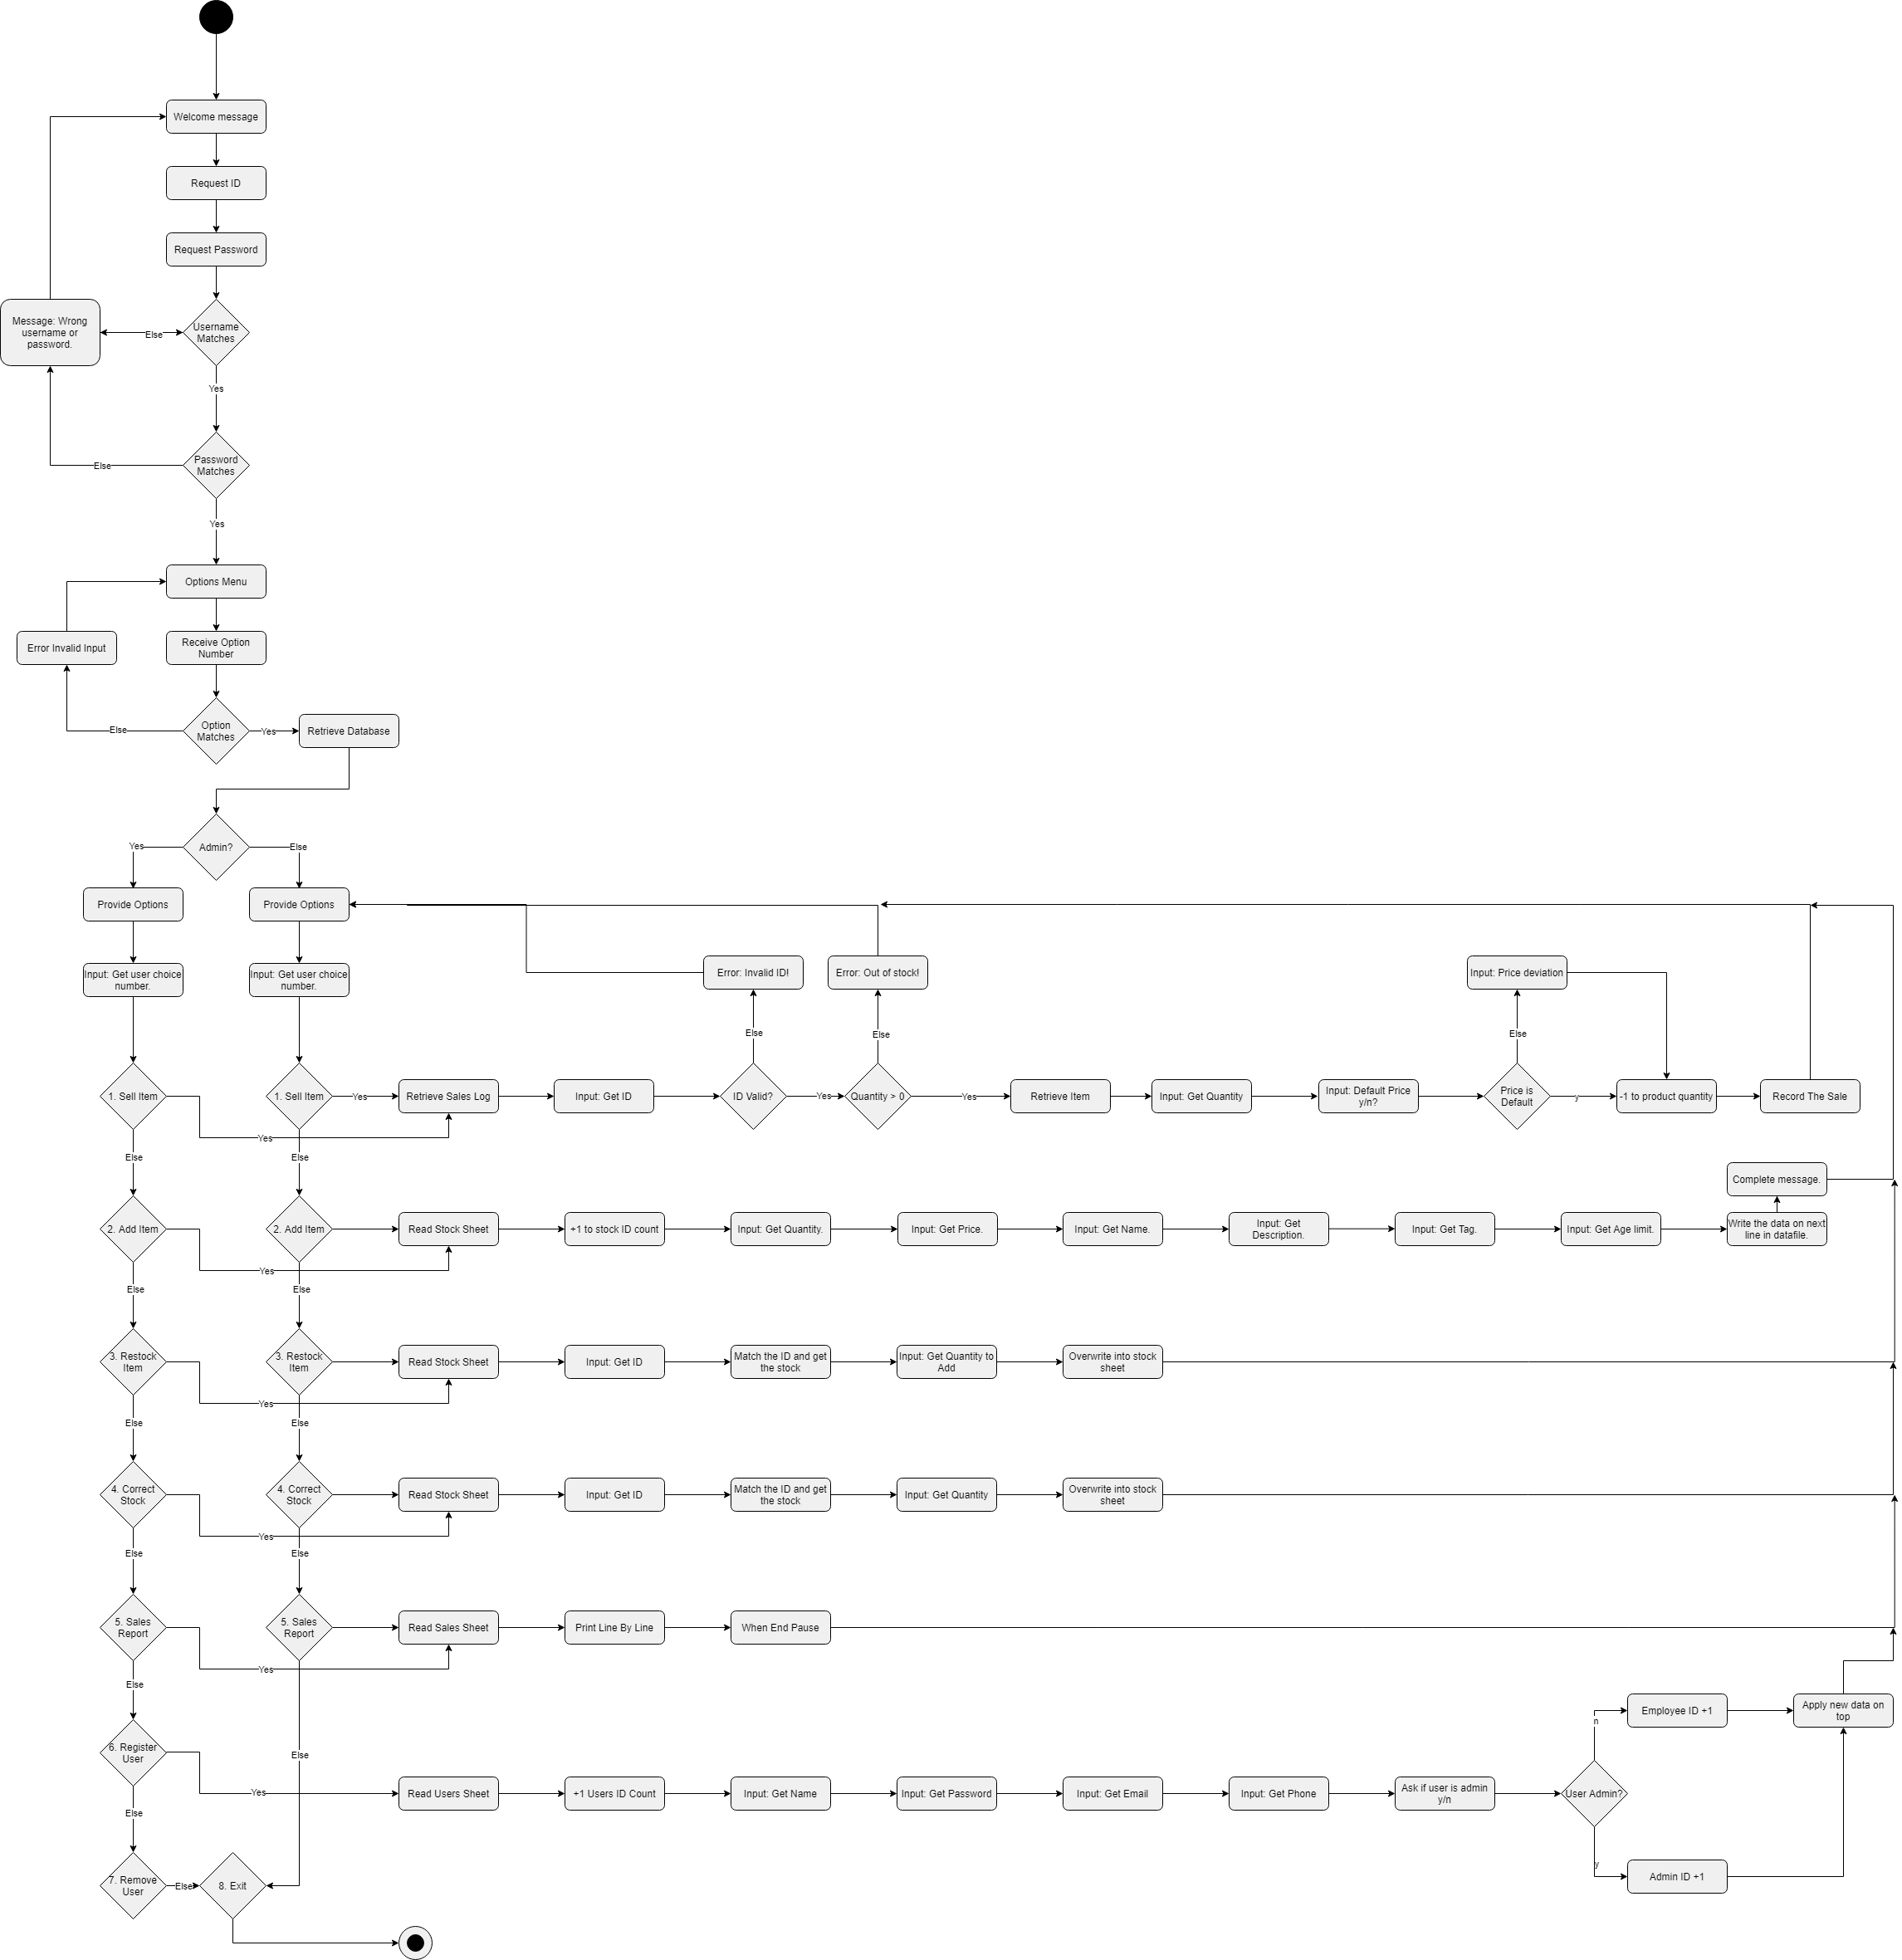 Welcome message
Request ID
Request Password
Message: Wrong
username or
password.
Else
Username
Matches
Yes
Else
Password
Matches
Yes
Options Menu
Error Invalid Input
Receive Option
Number
Else
Option
Matches
Yes
Retrieve Database
Yes
Admin?
Else
Provide Options
Provide Options
Input: Get user choice
number.
Input: Get user choice
number.
Error: Invalid ID!
Error: Out of stock!
Input: Price deviation
Else
Else
Else
1. Sell Item
1. Sell Item
Yes
Retrieve Sales Log
Input: Get ID
ID Valid?
Yes
Quantity > 0
Yes
Retrieve Item
Input: Get Quantity
Input: Default Price
y/n?
Price is
Default
y
-1 to product quantity
Record The Sale
Yes
Else
Else
Complete message.
2. Add Item
2. Add Item
Read Stock Sheet
+1 to stock ID count
Input: Get Quantity.
Input: Get Price.
Input: Get Name.
Input: Get
Description.
Input: Get Tag.
Input: Get Age limit.
Write the data on next
line in datafile.
Yes
Else
Else
3. Restock
Item
3. Restock
Item
Read Stock Sheet
Input: Get ID
Match the ID and get
the stock
Input: Get Quantity to
Add
Overwrite into stock
sheet
Yes
Else
Else
4. Correct
Stock
4. Correct
Stock
Read Stock Sheet
Input: Get ID
Match the ID and get
the stock
Input: Get Quantity
Overwrite into stock
sheet
Yes
Else
Else
5. Sales
Report
5. Sales
Report
Read Sales Sheet
Print Line By Line
When End Pause
Yes
Else
Else
6. Register
User
Yes
Read Users Sheet
+1 Users ID Count
Input: Get Name
Input: Get Password
Input: Get Email
Input: Get Phone
Ask if user is admin
y/n
User Admin?
n
Employee ID +1
Apply new data on
top
y
Admin ID +1
Else
7. Remove
User
Else
8. Exit